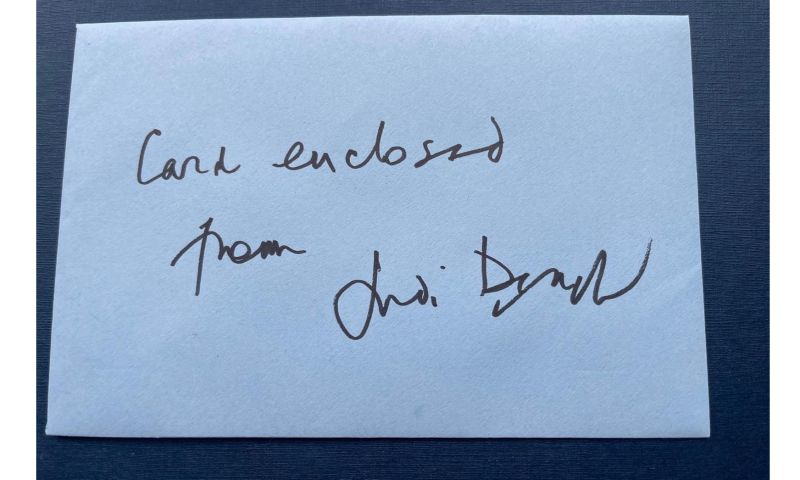 Card enclosed
from Judi Dench